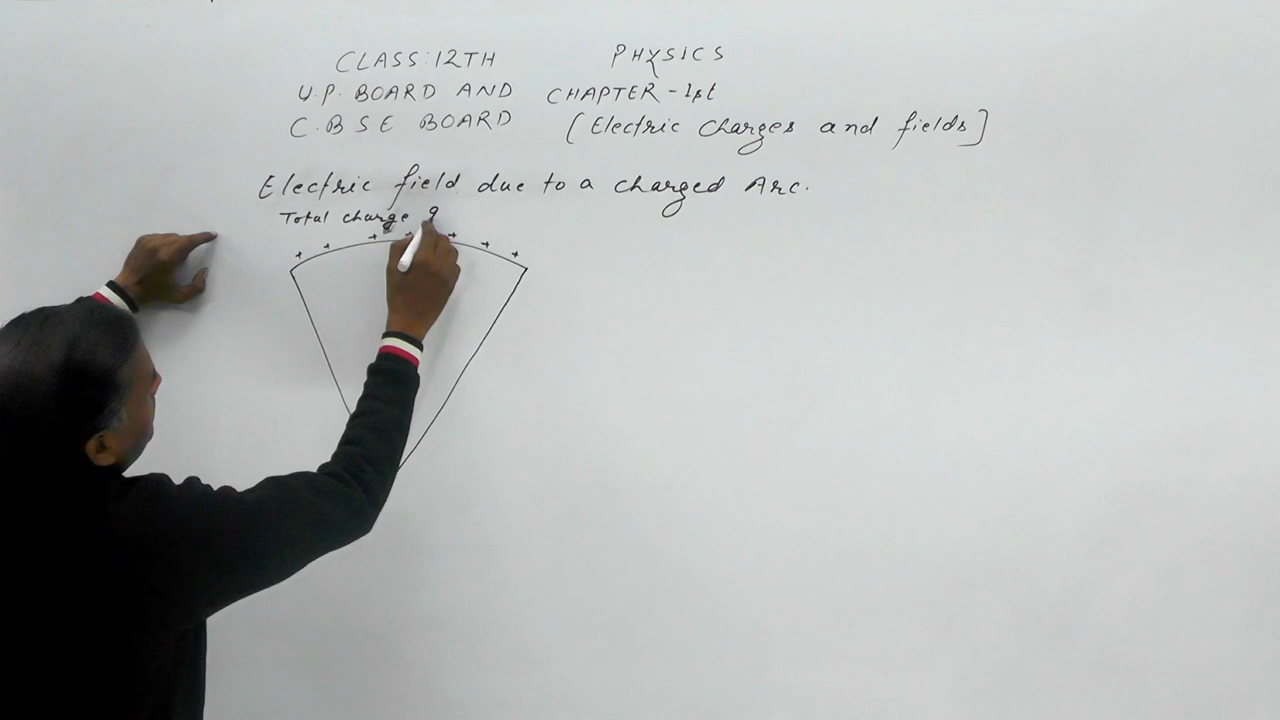 CLASS:12TH PHYSICS
U.P. BOARD AND CHAPTER-1st
C.BSE BOARD (Electric charges and fields]
Electric field due to a charged Arc.
Total charge q
+ + + + + + +